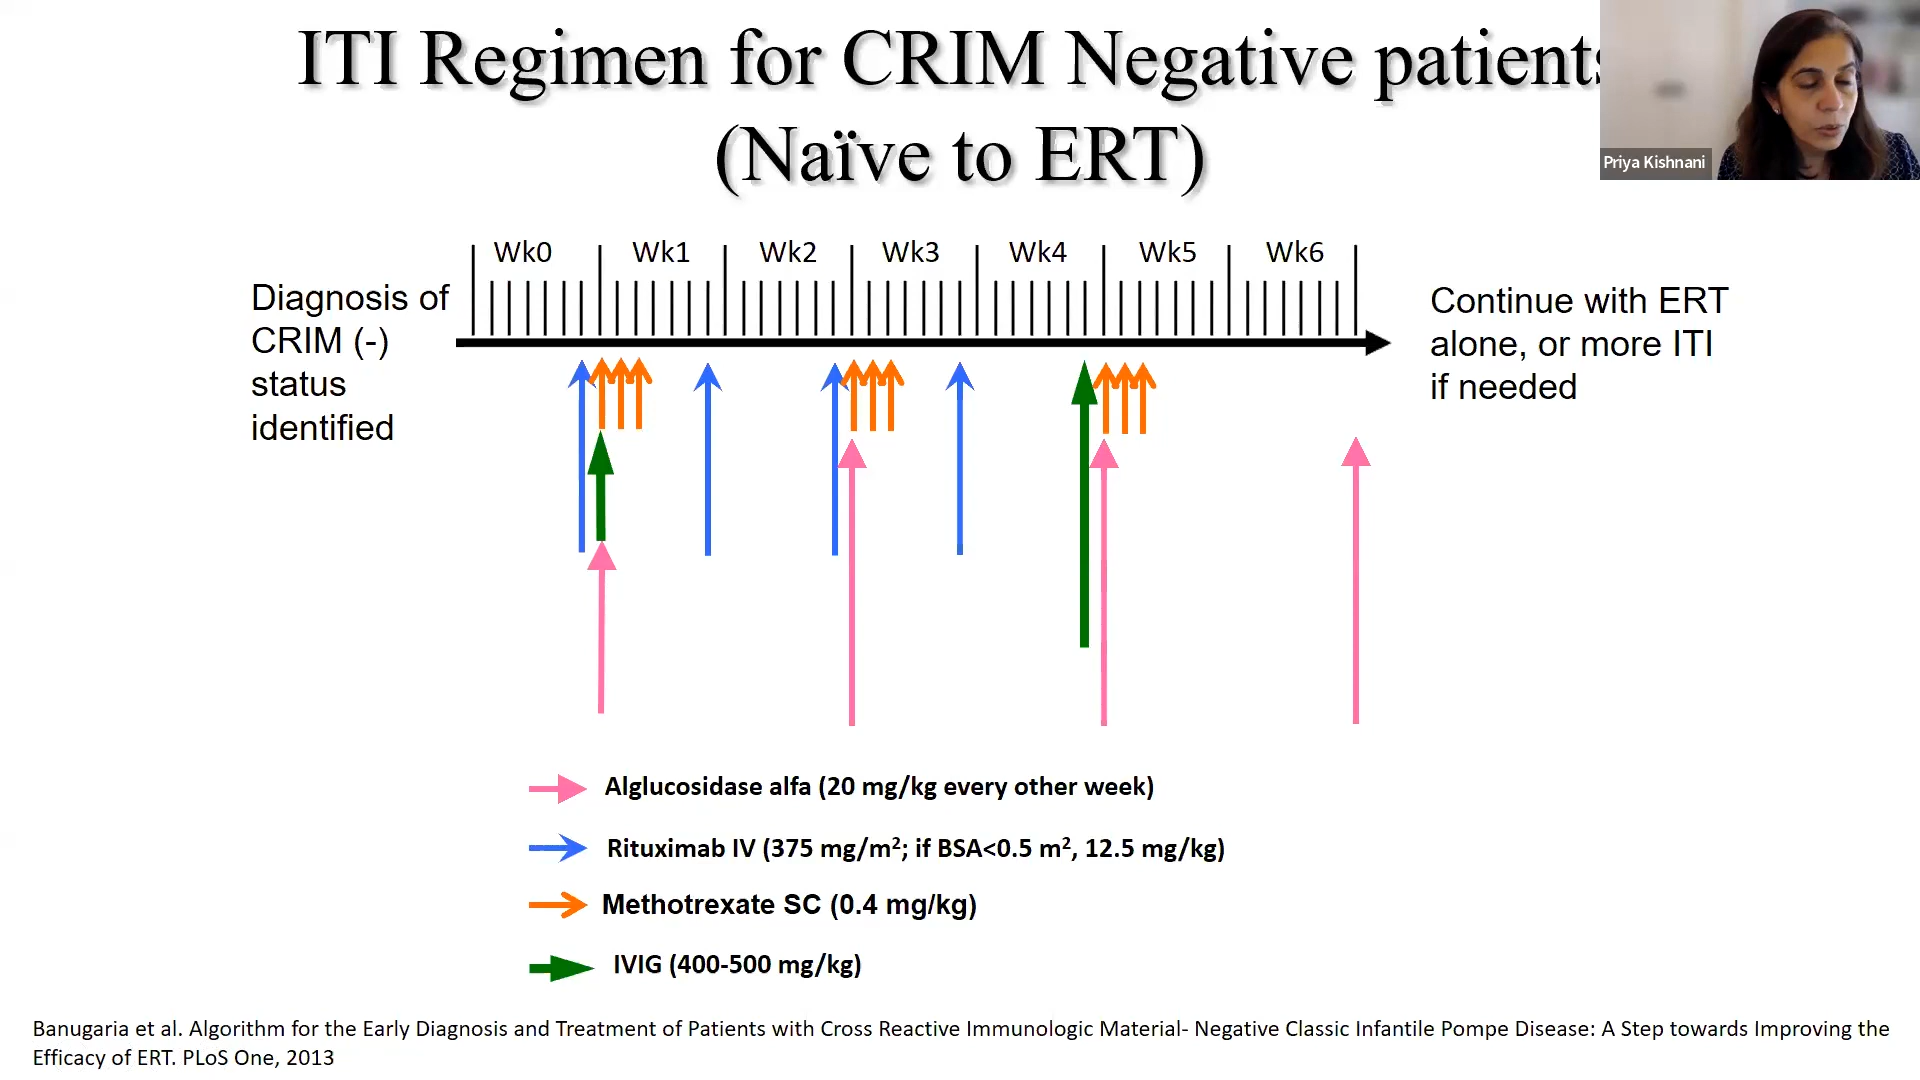 ITI Regimen for CRIM Negative patients
(Naïve to ERT)
Priya Kishnani
Wk0 Wk1 Wk2 Wk3 Wk4 Wk5 Wk6
Diagnosis of
CRIM (-)
status
identified
Continue with ERT
alone, or more ITI
if needed
Alglucosidase alfa (20 mg/kg every other week)
Rituximab IV (375 mg/m²; if BSA<0.5 m², 12.5 mg/kg)
Methotrexate SC (0.4 mg/kg)
IVIG (400-500 mg/kg)
Banugaria et al. Algorithm for the Early Diagnosis and Treatment of Patients with Cross Reactive Immunologic Material- Negative Classic Infantile Pompe Disease: A Step towards Improving the
Efficacy of ERT. PLoS One, 2013